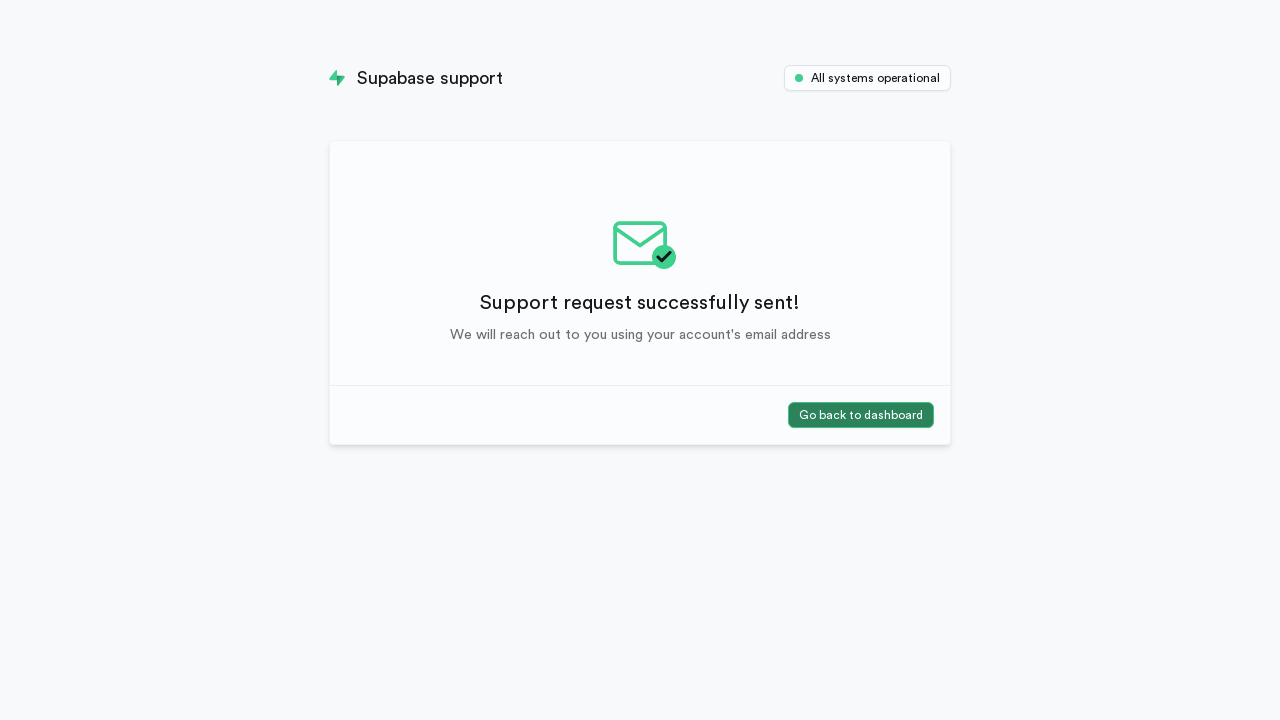 Supabase support
All systems operational
Support request successfully sent!
We will reach out to you using your account's email address
Go back to dashboard